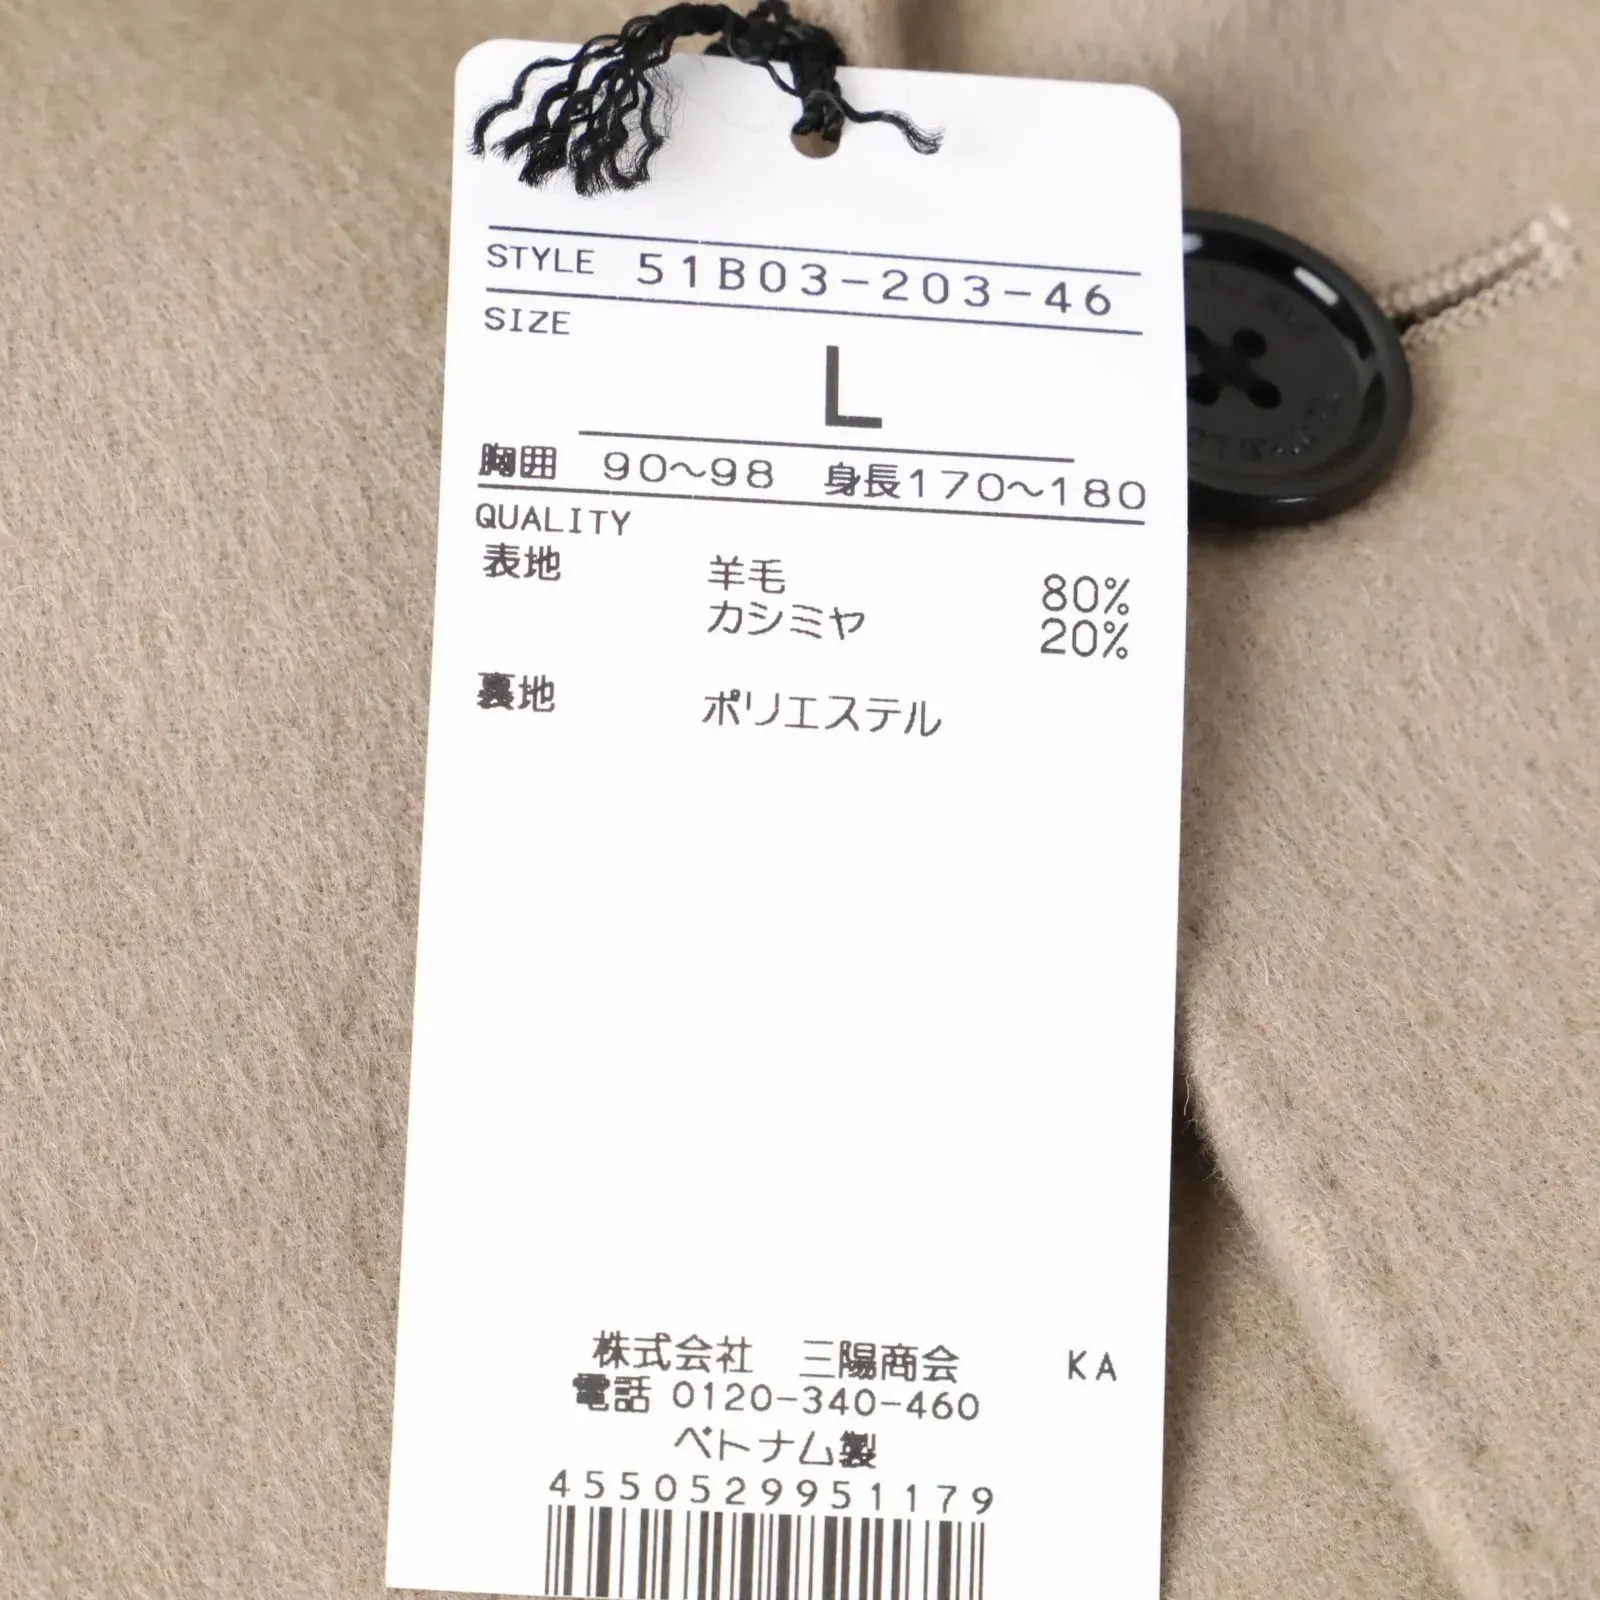 STYLE 51B03-203-46
SIZE
L
胸囲 90〜98 身長170〜180
QUALITY
表地 羊毛 80%
カシミヤ 20%
裏地 ポリエステル
株式会社 三陽商会 KA
電話 0120-340-460
ベトナム製
4550529951179